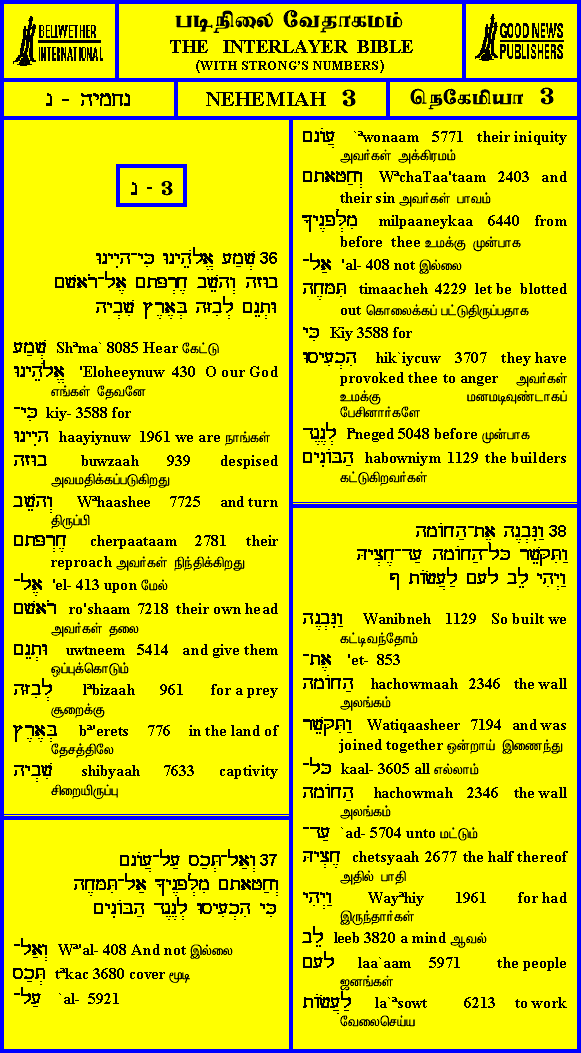 BELLWETHER
INTERNATIONAL
படிநிலை வேதாகமம்
THE INTERLAYER BIBLE
(WITH STRONG'S NUMBERS)
GOOD NEWS
PUBLISHERS
נחמיה - נ
NEHEMIAH 3
நெகேமியா 3
נ - 3
36 שְׁמַע אֱלֹהֵינוּ כִּי־הָיִינוּ
בוּזָה וְהָשֵׁב חֶרְפָּתָם אֶל־רֹאשָׁם
וּתְנֵם לְבִזָּה בְּאֶרֶץ שִׁבְיָה
שְׁמַע Shªma` 8085 Hear கேட்டு
אֱלֹהֵינוּ 'Eloheeynuw 430 O our God
எங்கள் தேவனே
כִּי־ kiy- 3588 for
הָיִינוּ haayiynuw 1961 we are நாங்கள்
בוּזָה buwzaah 939 despised
அவமதிக்கப்படுகிறது
וְהָשֵׁב Wªhaashee 7725 and turn
திருப்பி
חֶרְפָּתָם cherpaataam 2781 their
reproach அவர்கள் நிந்திக்கிறது
אֶל־ 'el- 413 upon மேல்
רֹאשָׁם ro'shaam 7218 their own head
அவர்கள் தலை
וּתְנֵם uwtneem 5414 and give them
ஒப்புக்கொடும்
לְבִזָּה lªbizaah 961 for a prey
சூறைக்கு
בְּאֶרֶץ bª'erets 776 in the land of
தேசத்திலே
שִׁבְיָה shibyaah 7633 captivity
சிறையிருப்பு
37 וְאַל־תְּכַס עַל־עֲוֹנָם
וְחַטָּאתָם מִלְּפָנֶיךָ אַל־תִּמָּחֶה
כִּי הִכְעִיסוּ לְנֶגֶד הַבּוֹנִים
וְאַל־ Wª'al- 408 And not இல்லை
תְּכַס tªkac 3680 cover மூடி
עַל־ `al- 5921
עֲוֹנָם `ªwonaam 5771 their iniquity
அவர்கள் அக்கிரமம்
וְחַטָּאתָם WªchaTaa'taam 2403 and
their sin அவர்கள் பாவம்
מִלְּפָנֶיךָ milpaaneykaa 6440 from
before thee உமக்கு முன்பாக
אַל־ 'al- 408 not இல்லை
תִּמָּחֶה timaacheh 4229 let be blotted
out கொலைக்கப் பட்டுதிருப்பதாக
כִּי Kiy 3588 for
הִכְעִיסוּ hik`iycuw 3707 they have
provoked thee to anger அவர்கள்
உமக்கு மனமடிவுண்டாகப்
பேசினார்களே
לְנֶגֶד lªneged 5048 before முன்பாக
הַבּוֹנִים habowniym 1129 the builders
கட்டுகிறவர்கள்
38 וַנִּבְנֶה אֶת־הַחוֹמָה
וַתִּקָּשֵׁר כָּל־הַחוֹמָה עַד־חֶצְיָהּ
וַיְהִי לֵב לָעָם לַעֲשׂוֹת ף
וַנִּבְנֶה Wanibneh 1129 So built we
கட்டிவந்தோம்
אֶת־ 'et- 853
הַחוֹמָה hachowmaah 2346 the wall
அலங்கம்
וַתִּקָּשֵׁר Watiqaasheer 7194 and was
joined together ஒன்றாய் இணைந்து
כָּל־ kaal- 3605 all எல்லாம்
הַחוֹמָה hachowmah 2346 the wall
அலங்கம்
עַד־ `ad- 5704 unto மட்டும்
חֶצְיָהּ chetsyaah 2677 the half thereof
அதில் பாதி
וַיְהִי Wayªhiy 1961 for had
இருந்தார்கள்
לֵב leeb 3820 a mind ஆவல்
לָעָם laa`aam 5971 the people
ஜனங்கள்
לַעֲשׂוֹת la`ªsowt 6213 to work
வேலைசெய்ய